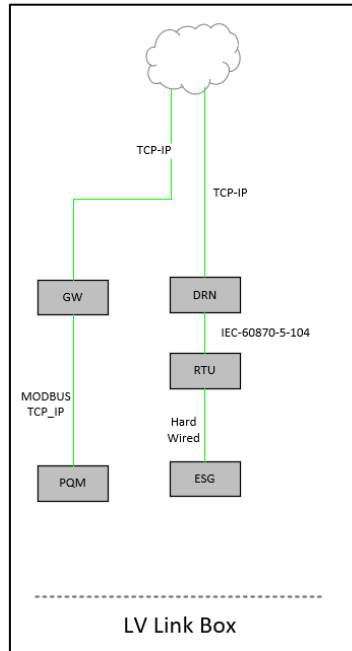 TCP-IP
TCP-IP
GW
DRN
IEC-60870-5-104
RTU
MODBUS
TCP_IP
Hard
Wired
PQM
ESG
LV Link Box